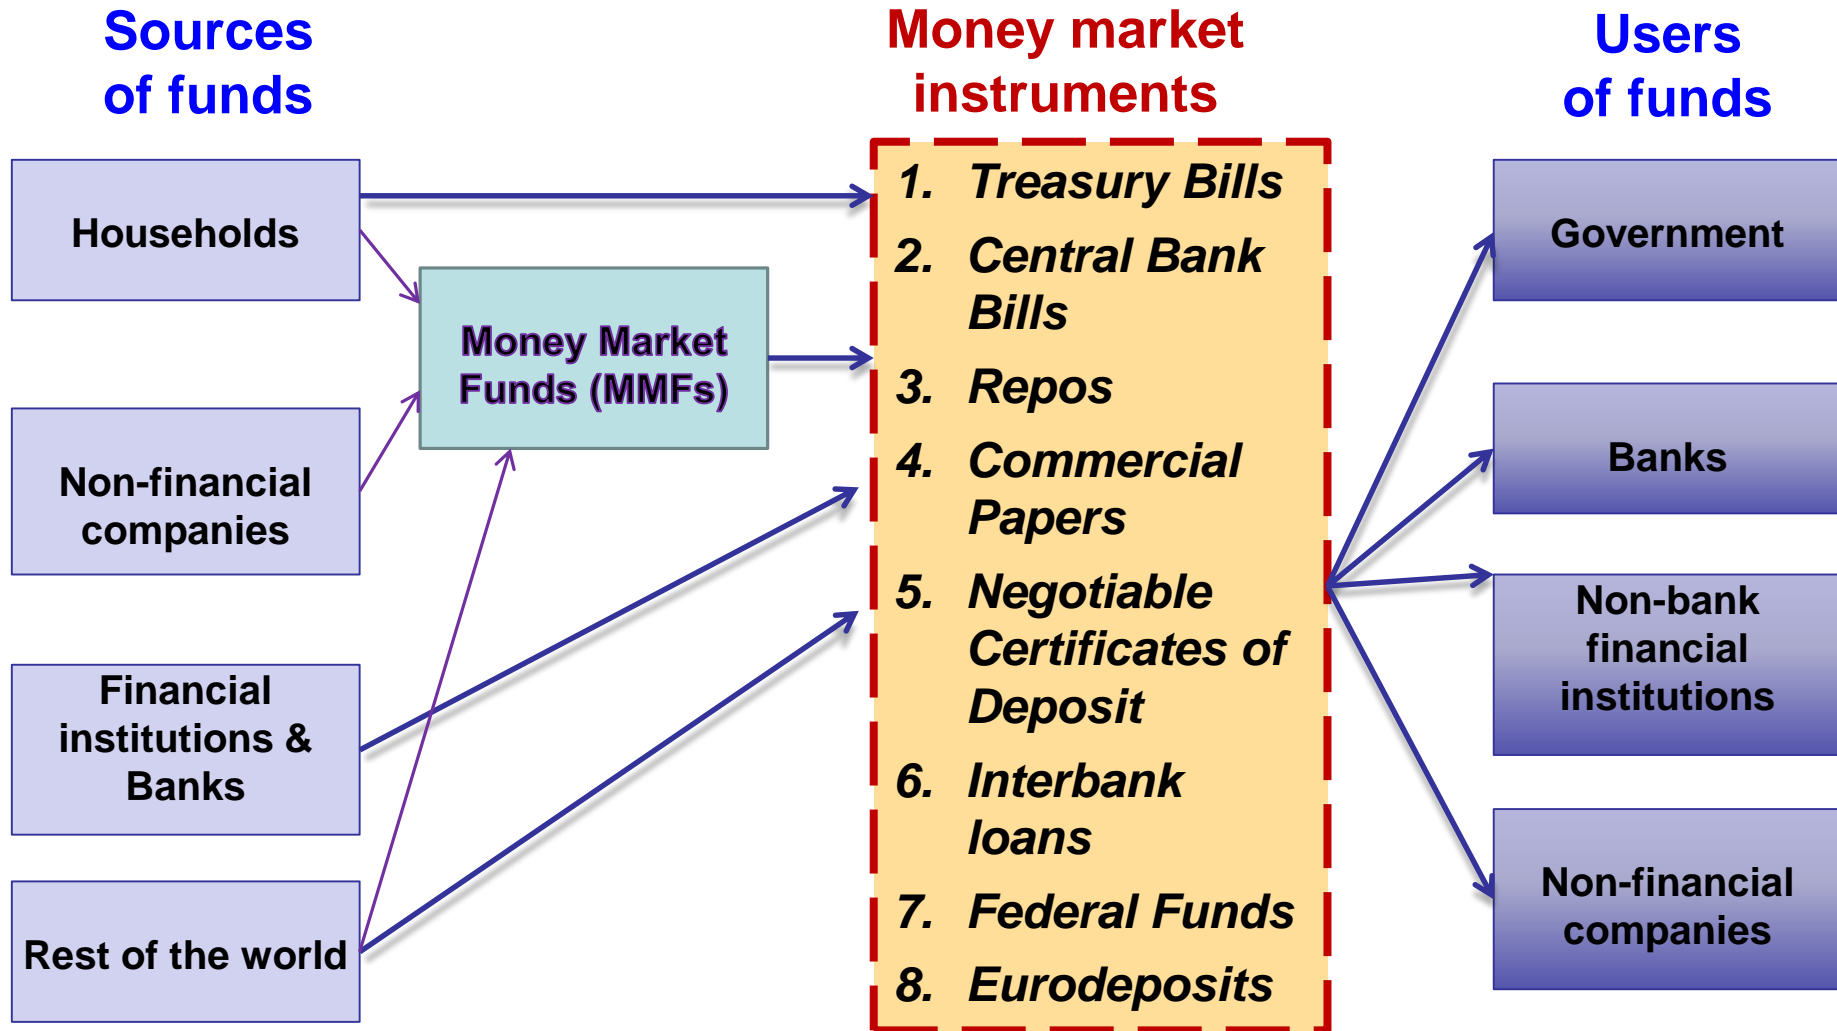 Sources
of funds
Households
Non-financial
companies
Financial
institutions &
Banks
Rest of the world
Money Market
Funds (MMFs)
Money market
instruments
1. Treasury Bills
2. Central Bank
Bills
3. Repos
4. Commercial
Papers
5. Negotiable
Certificates of
Deposit
6. Interbank
loans
7. Federal Funds
8. Eurodeposits
Users
of funds
Government
Banks
Non-bank
financial
institutions
Non-financial
companies